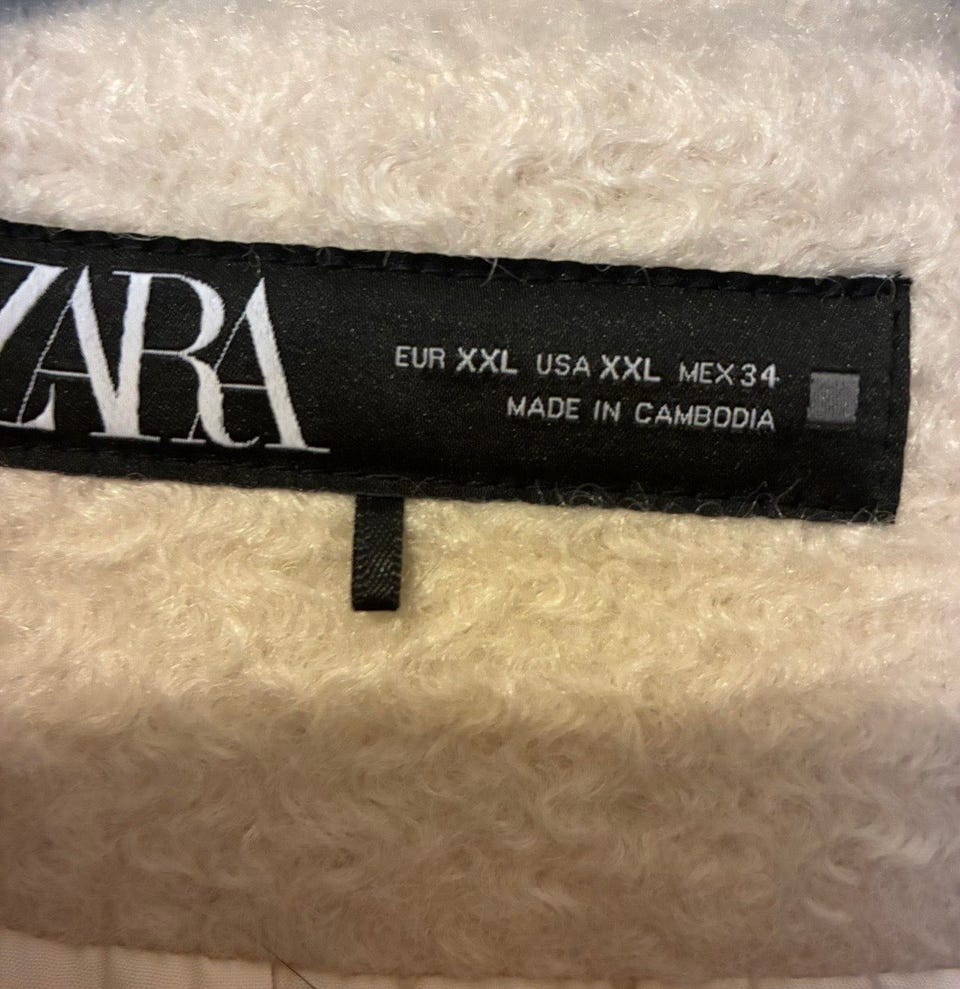 ZARA
EUR XXL USA XXL MEX 34
MADE IN CAMBODIA